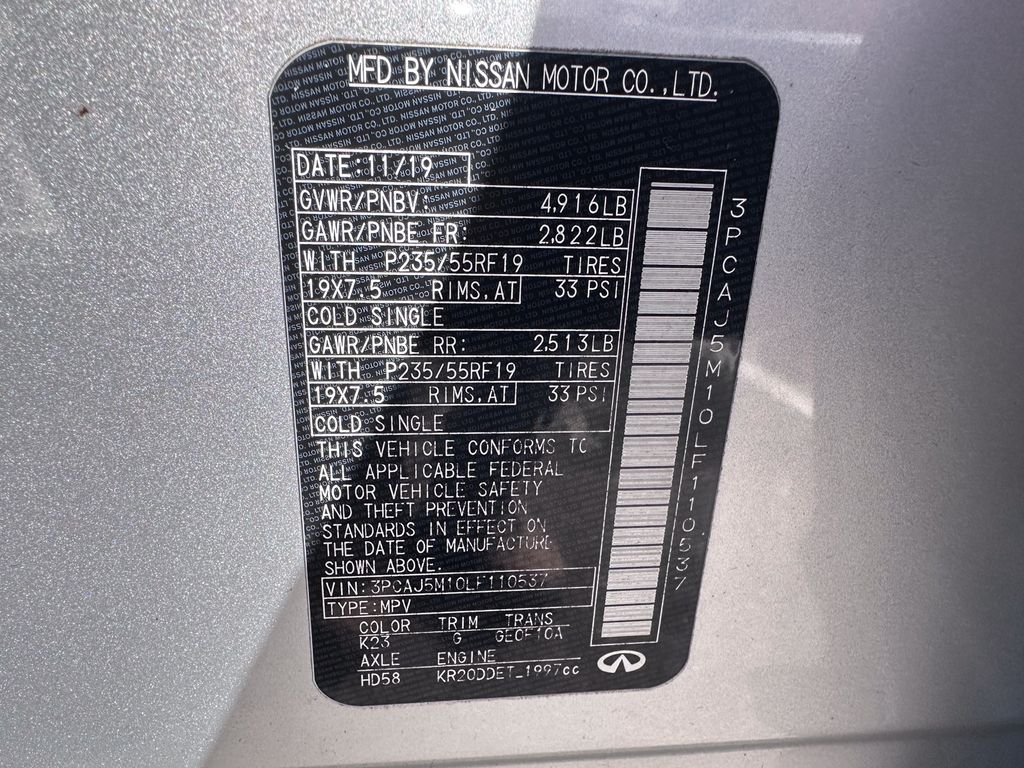 MFD BY NISSAN MOTOR CO.,LTD.
DATE:11/19
GVWR/PNBV: 4,916LB
GAWR/PNBE FR: 2,822LB
WITH P235/55RF19 TIRES
19X7.5 RIMS,AT 33 PSI
COLD SINGLE
GAWR/PNBE RR: 2,513LB
WITH P235/55RF19 TIRES
19X7.5 RIMS,AT 33 PSI
COLD SINGLE
THIS VEHICLE CONFORMS TO
ALL APPLICABLE FEDERAL
MOTOR VEHICLE SAFETY
AND THEFT PREVENTION
STANDARDS IN EFFECT ON
THE DATE OF MANUFACTURE
SHOWN ABOVE.
VIN:3PCAJ5M10LF110537
TYPE:MPV
COLOR TRIM TRANS
K23 G GE0F10A
AXLE ENGINE
HD58 KR20DDET_1997cc
3PCAJ5M10LF110537